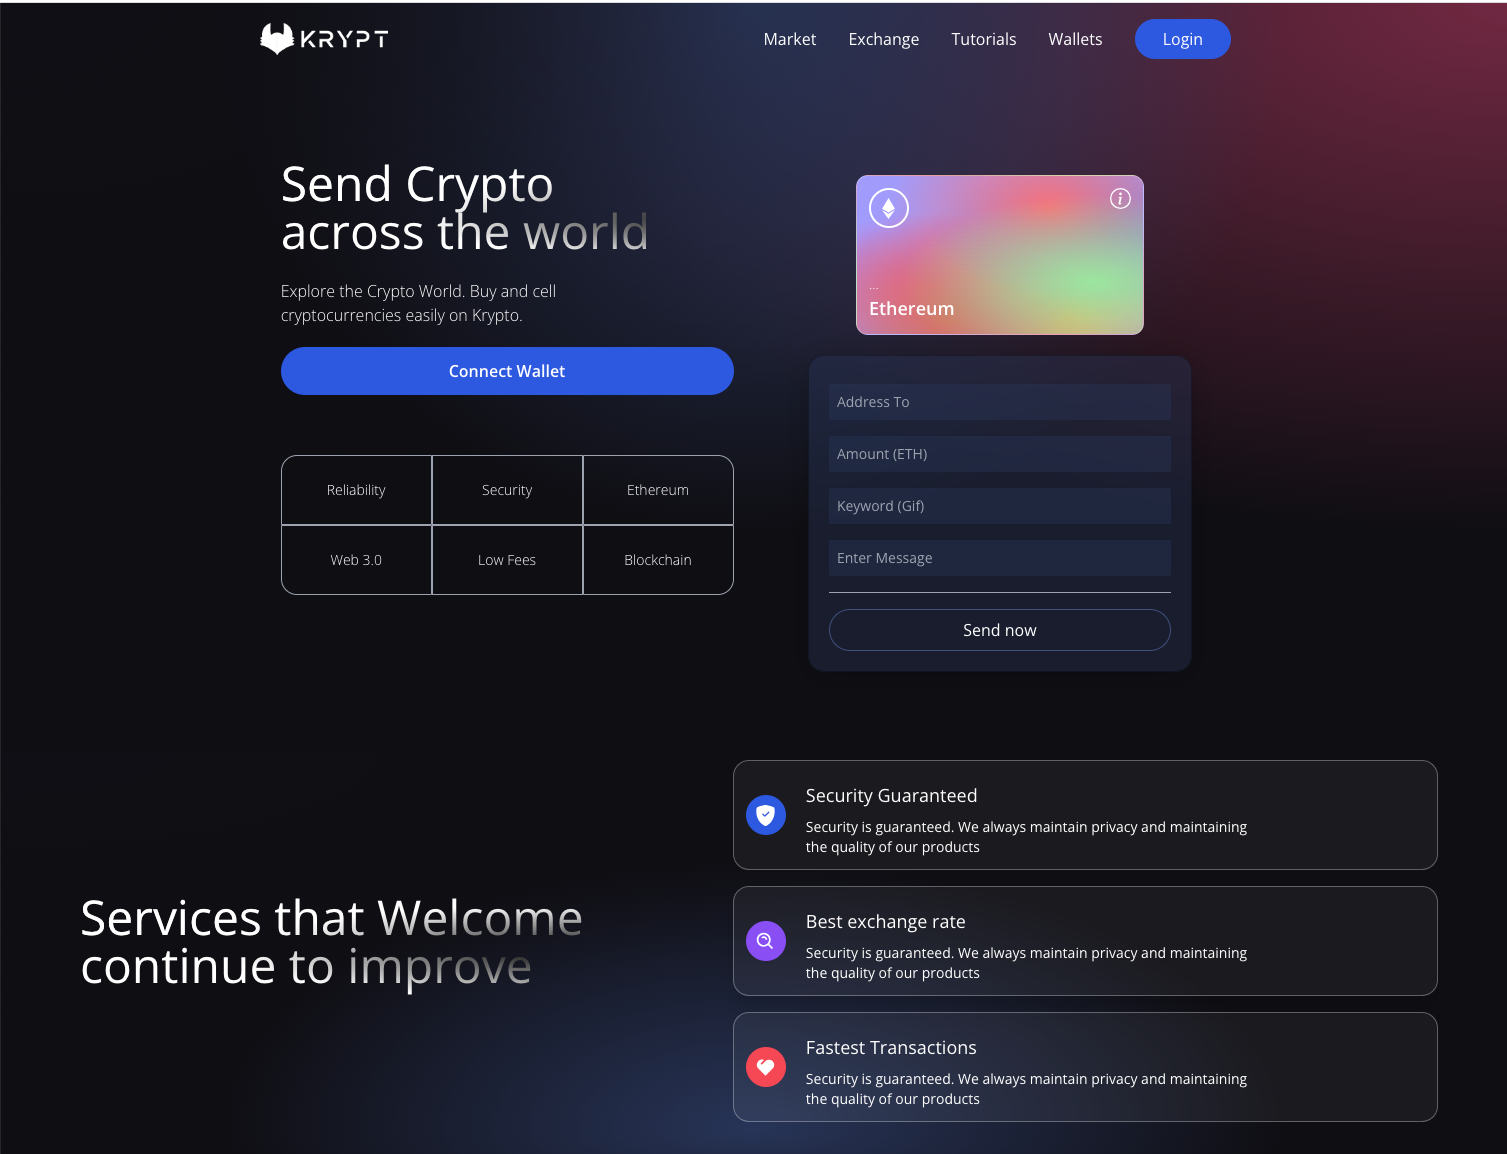 KRYPT
Market
Exchange
Tutorials
Wallets
Login
Send Crypto
across the world
Explore the Crypto World. Buy and cell
cryptocurrencies easily on Krypto.
Connect Wallet
Reliability
Security
Ethereum
Web 3.0
Low Fees
Blockchain
...
Ethereum
Address To
Amount (ETH)
Keyword (Gif)
Enter Message
Send now
Services that Welcome
continue to improve
Security Guaranteed
Security is guaranteed. We always maintain privacy and maintaining
the quality of our products
Best exchange rate
Security is guaranteed. We always maintain privacy and maintaining
the quality of our products
Fastest Transactions
Security is guaranteed. We always maintain privacy and maintaining
the quality of our products